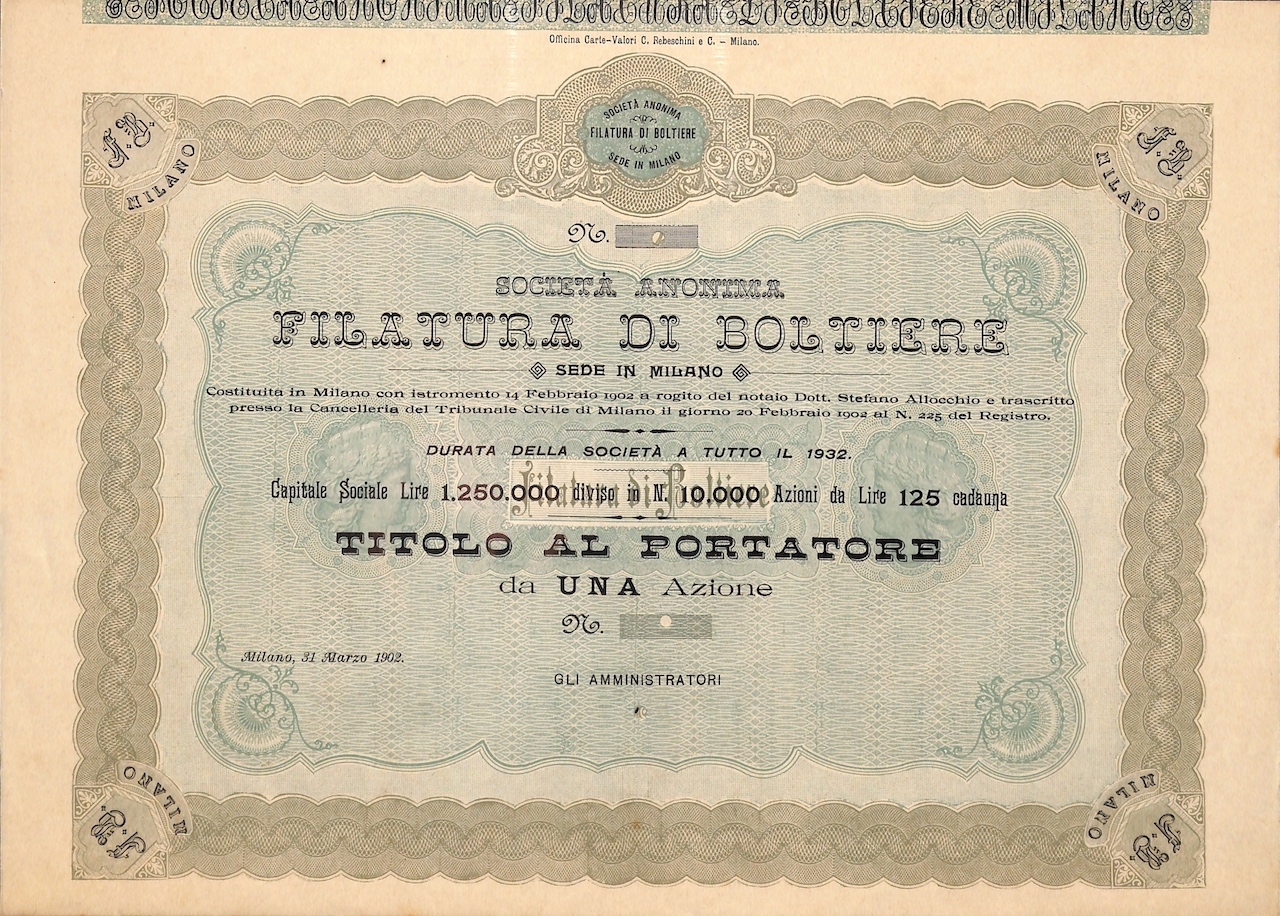 Officina Carte-Valori C. Rebeschini e C. – Milano.
SOCIETÀ ANONIMA
FILATURA DI BOLTIERE
SEDE IN MILANO
F.B.
MILANO
F.B.
MILANO
N.
SOCIETÀ ANONIMA
FILATURA DI BOLTIERE
SEDE IN MILANO
Costituita in Milano con istromento 14 Febbraio 1902 a rogito del notaio Dott. Stefano Allocchio e trascritto
presso la Cancelleria del Tribunale Civile di Milano il giorno 20 Febbraio 1902 al N. 225 del Registro.
DURATA DELLA SOCIETÀ A TUTTO IL 1932.
Filatura di Boltiere
Capitale Sociale Lire 1.250.000 diviso in N. 10.000 Azioni da Lire 125 cadauna
TITOLO AL PORTATORE
da UNA Azione
N.
Milano, 31 Marzo 1902.
GLI AMMINISTRATORI
MILANO
F.B.
MILANO
F.B.